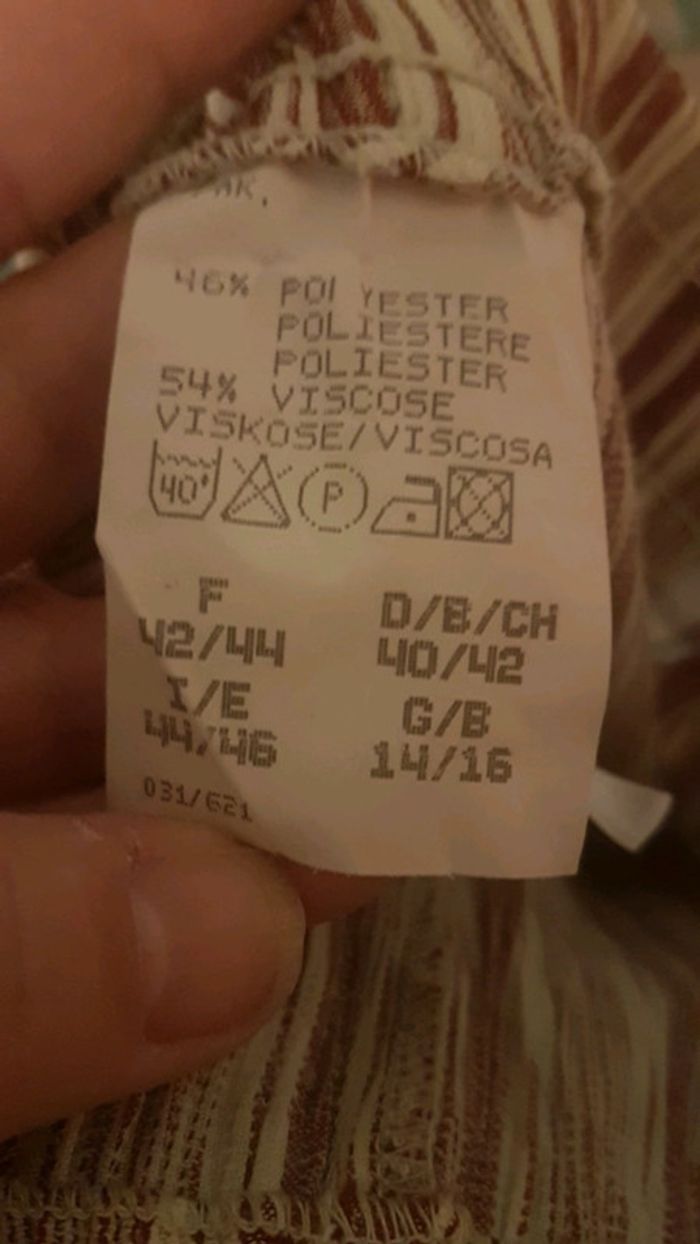 46% POLYESTER
POLIESTERE
POLIESTER
54% VISCOSE
VISKOSE/VISCOSA
40° P
F D/B/CH
42/44 40/42
I/E G/B
44/46 14/16
031/621